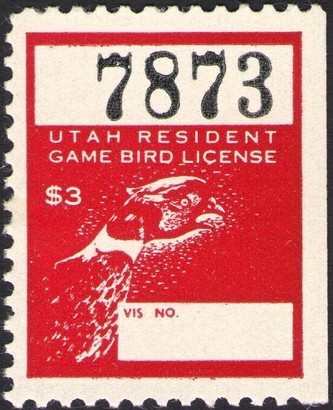 7873
UTAH RESIDENT
GAME BIRD LICENSE
$3
VIS NO.